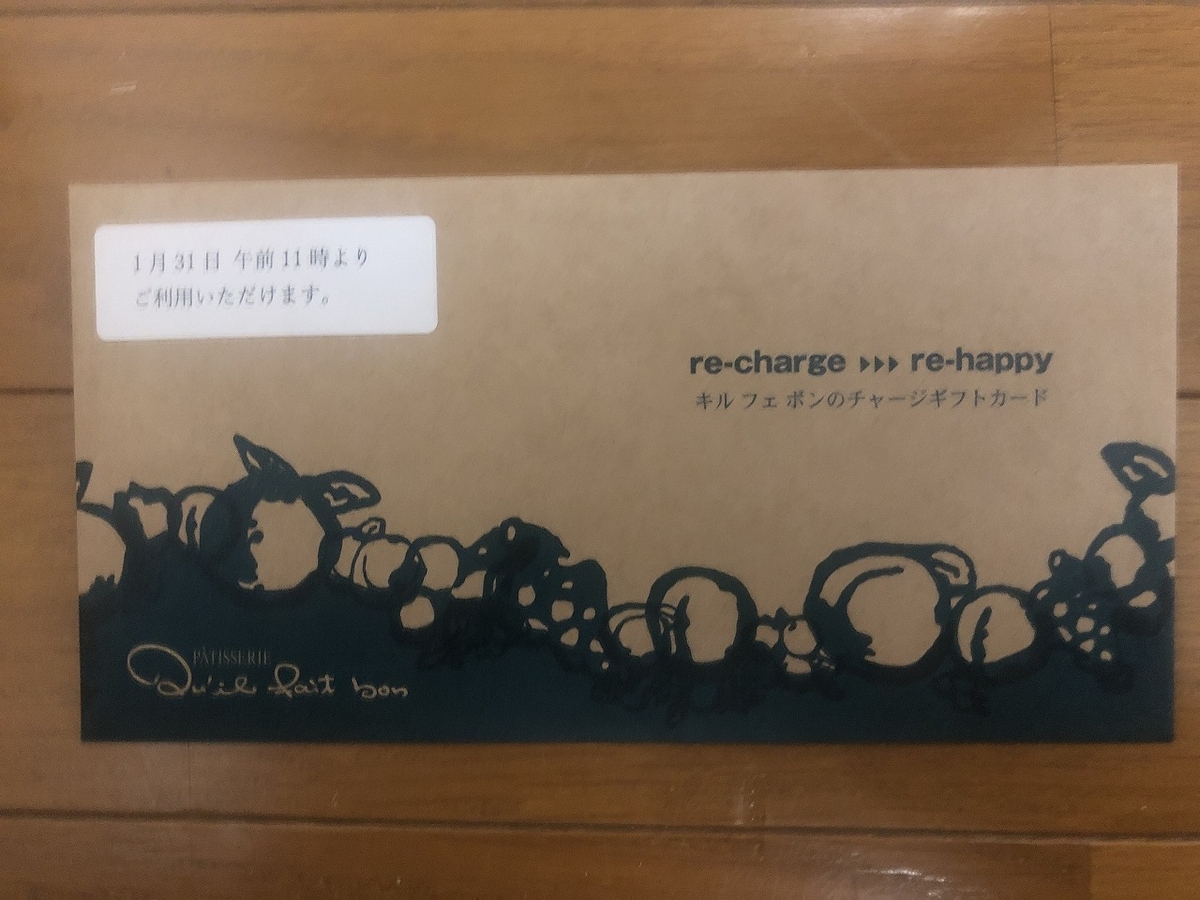 1月31日 午前11時より
ご利用いただけます。
re-charge ▸▸▸ re-happy
キル フェ ボンのチャージギフトカード
PÂTISSERIE
Qu'il fait bon